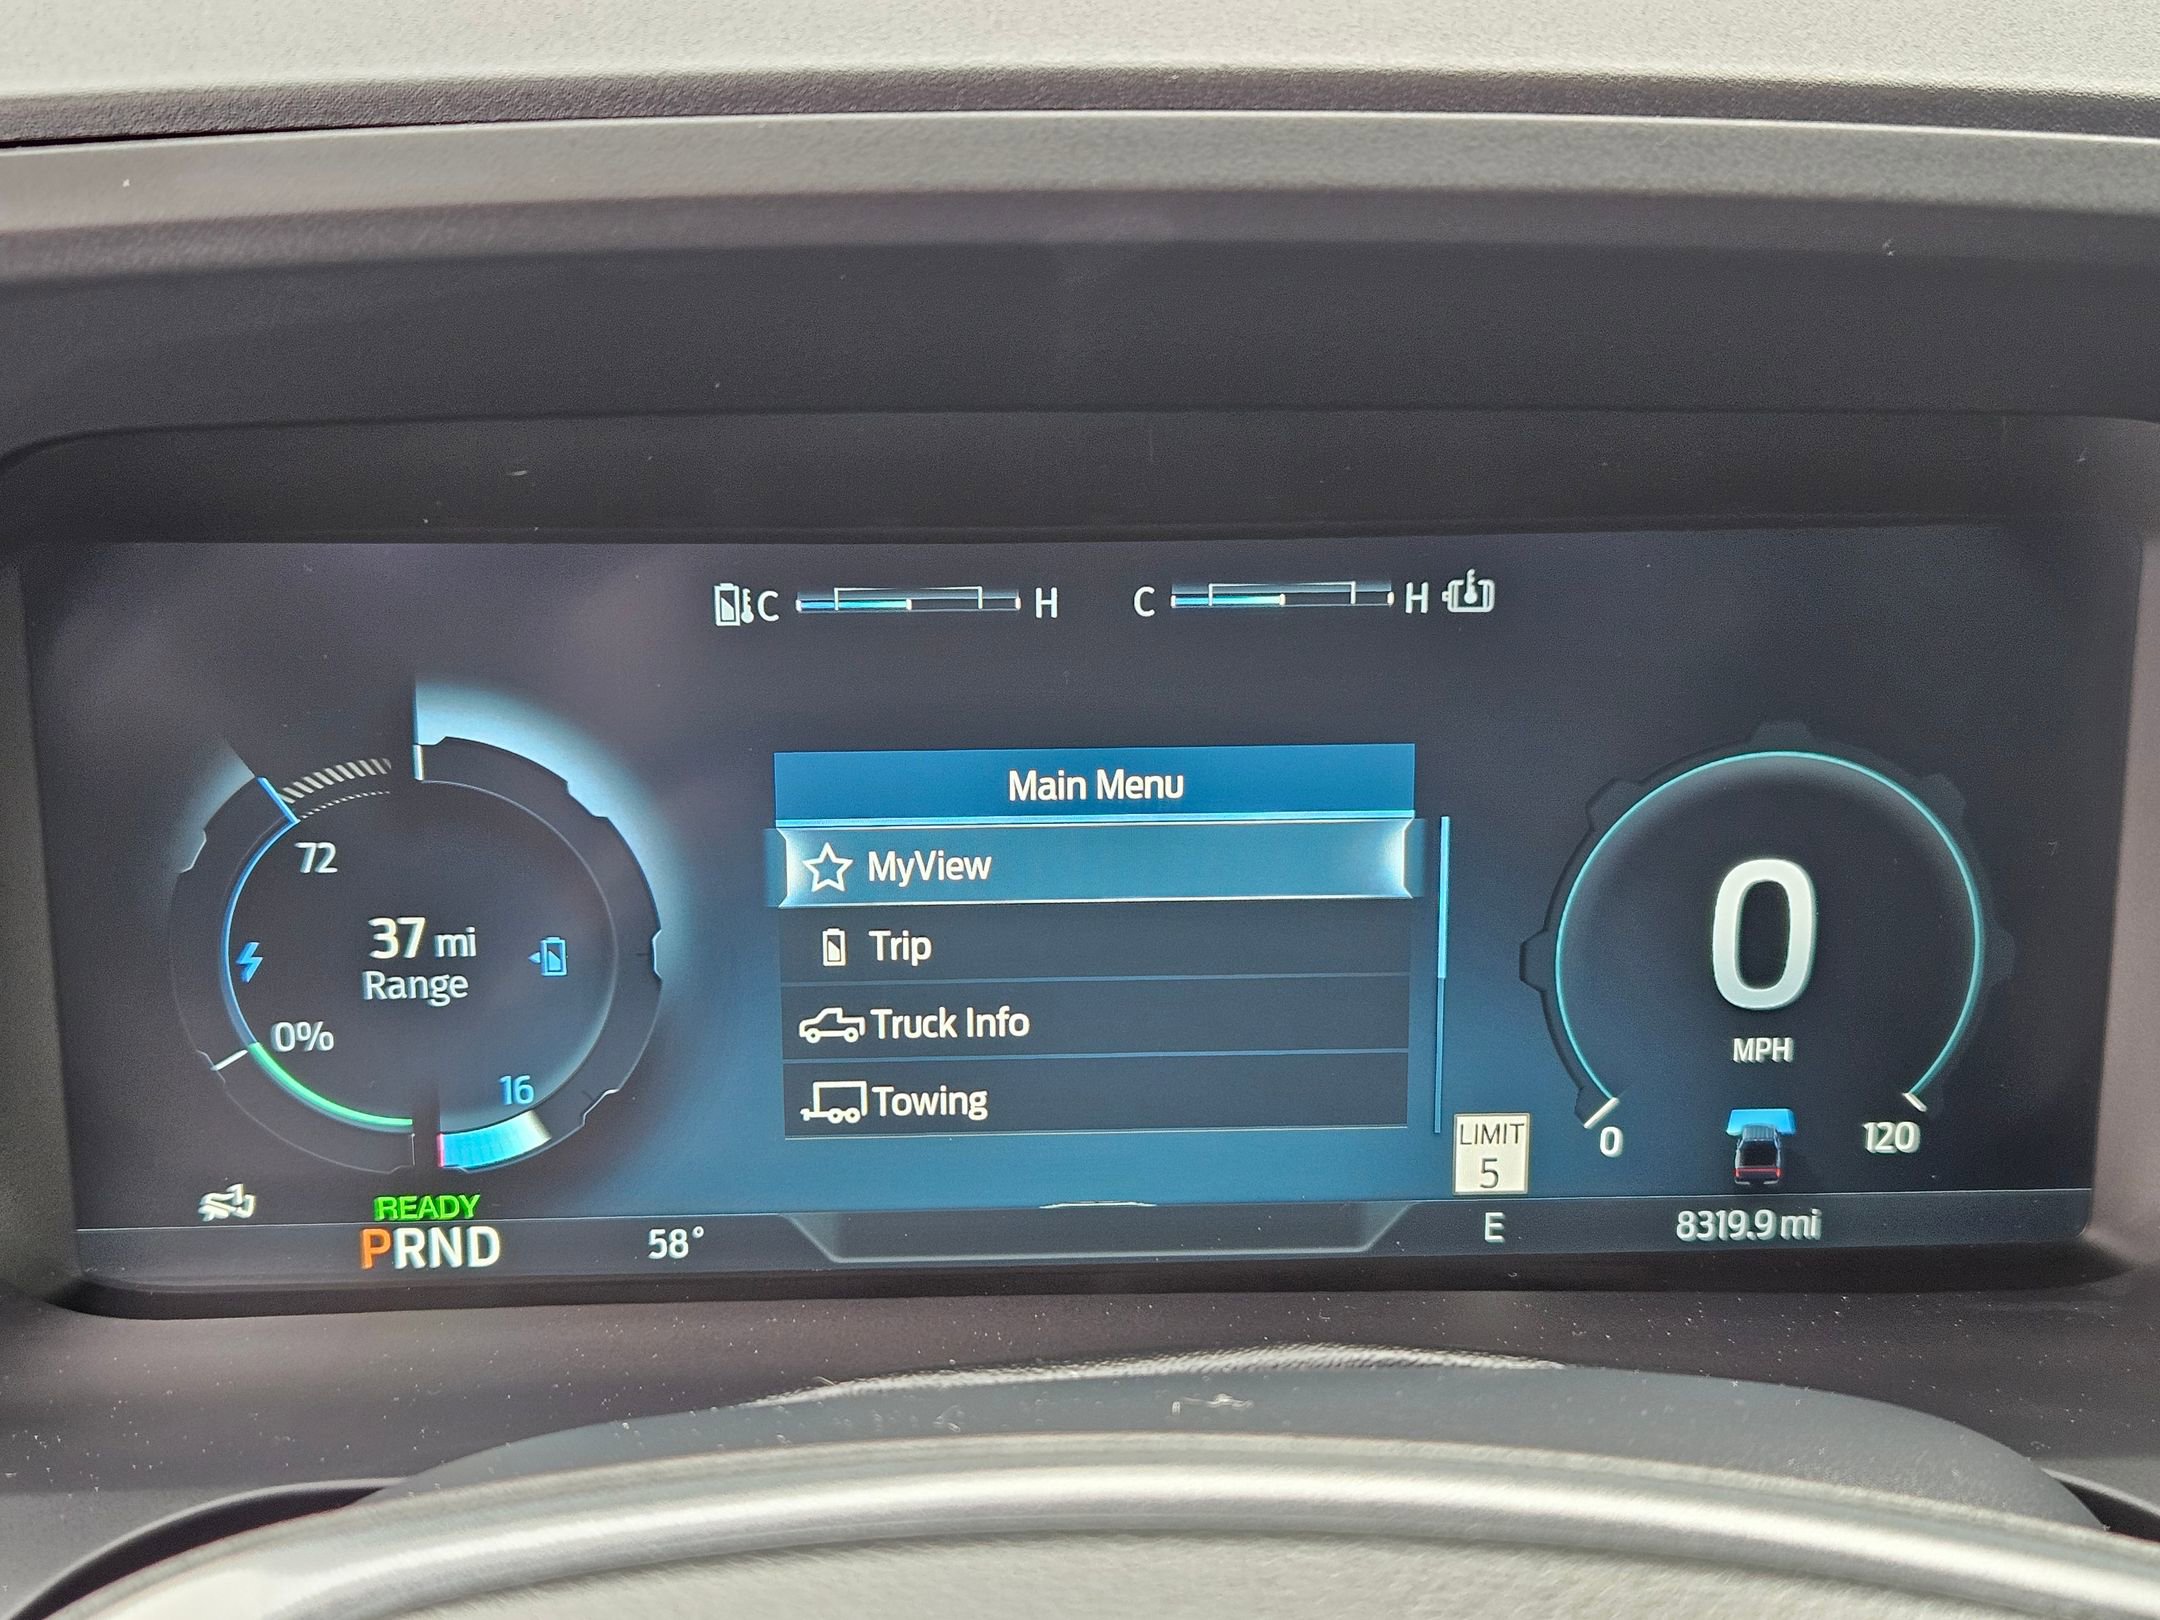 C H
C H
72
37 mi
Range
0%
16
Main Menu
MyView
Trip
Truck Info
Towing
0
MPH
0
120
LIMIT
5
READY
PRND
58°
E
8319.9 mi